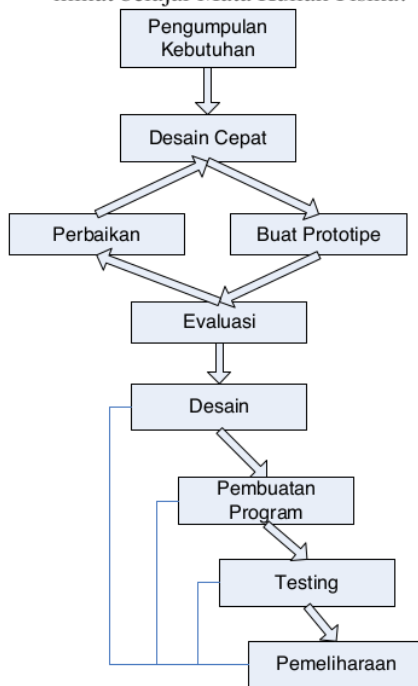 Pengumpulan
Kebutuhan
Desain Cepat
Perbaikan
Buat Prototipe
Evaluasi
Desain
Pembuatan
Program
Testing
Pemeliharaan